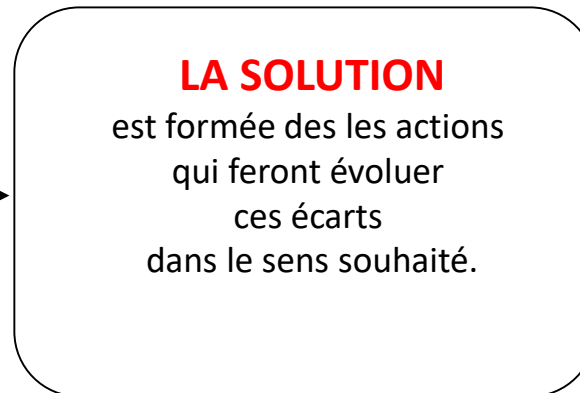 LA SOLUTION
est formée des les actions
qui feront évoluer
ces écarts
dans le sens souhaité.